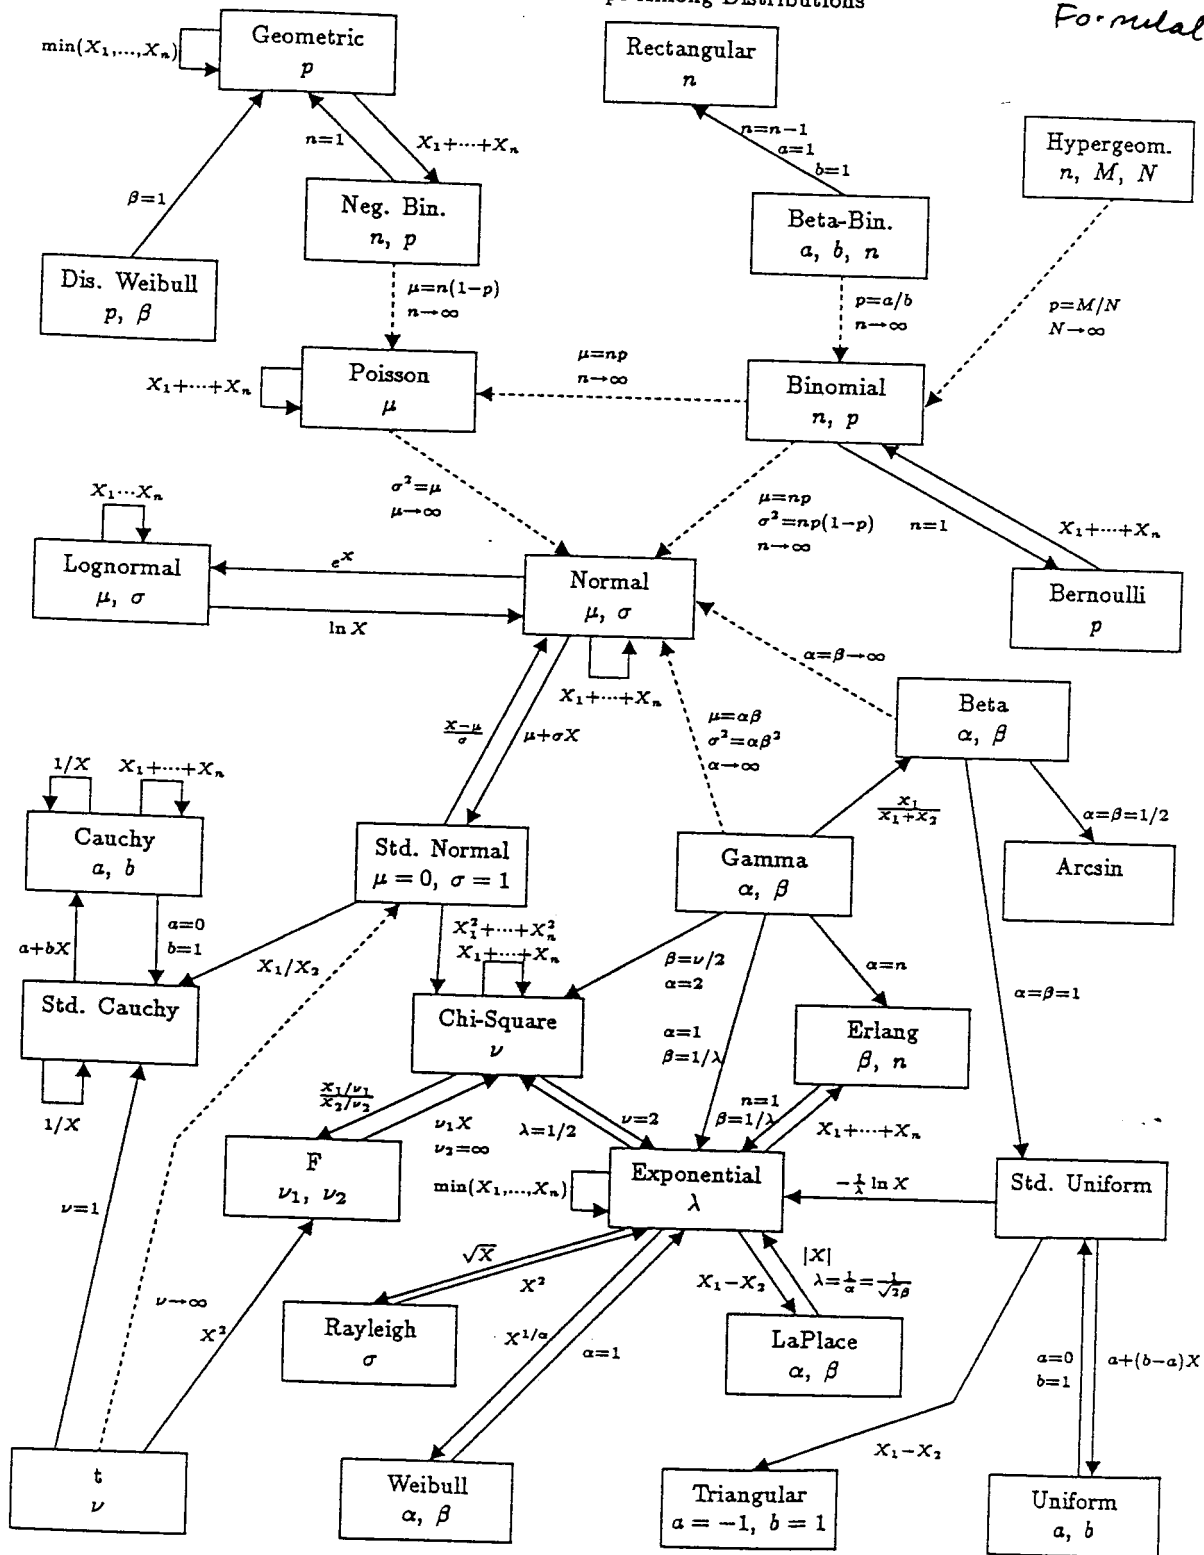 Among Distributions
Geometric
p
min(X₁,...,Xₙ)
Rectangular
n
n=1
X₁+···+Xₙ
n=n−1
a=1
b=1
Hypergeom.
n, M, N
β=1
Neg. Bin.
n, p
Beta-Bin.
a, b, n
Dis. Weibull
p, β
μ=n(1−p)
n→∞
p=a/b
n→∞
p=M/N
N→∞
X₁+···+Xₙ
Poisson
μ
μ=np
n→∞
Binomial
n, p
σ²=μ
μ→∞
μ=np
σ²=np(1−p)
n→∞
n=1
X₁+···+Xₙ
X₁···Xₙ
Lognormal
μ, σ
eˣ
ln X
Normal
μ, σ
Bernoulli
p
X₁+···+Xₙ
α=β→∞
Beta
α, β
X−μ
σ
μ+σX
μ=αβ
σ²=αβ²
α→∞
1/X
X₁+···+Xₙ
Cauchy
a, b
Std. Normal
μ = 0, σ = 1
X₁
X₁+X₂
α=β=1/2
Gamma
α, β
Arcsin
a+bX
a=0
b=1
X₁/X₂
X₁²+···+Xₙ²
X₁+···+Xₙ
β=ν/2
α=2
α=n
α=β=1
Std. Cauchy
Chi-Square
ν
α=1
β=1/λ
Erlang
β, n
1/X
X₁/ν₁
X₂/ν₂
ν₁X
ν₂=∞
λ=1/2
ν=2
n=1
β=1/λ
X₁+···+Xₙ
F
ν₁, ν₂
min(X₁,...,Xₙ)
Exponential
λ
−1/λ ln X
Std. Uniform
ν=1
ν→∞
X²
√X
X²
X₁−X₂
|X|
λ=1/α=1/√2β
Rayleigh
σ
X^{1/α}
α=1
LaPlace
α, β
a=0
b=1
a+(b−a)X
X₁−X₂
t
ν
Weibull
α, β
Triangular
a = −1, b = 1
Uniform
a, b